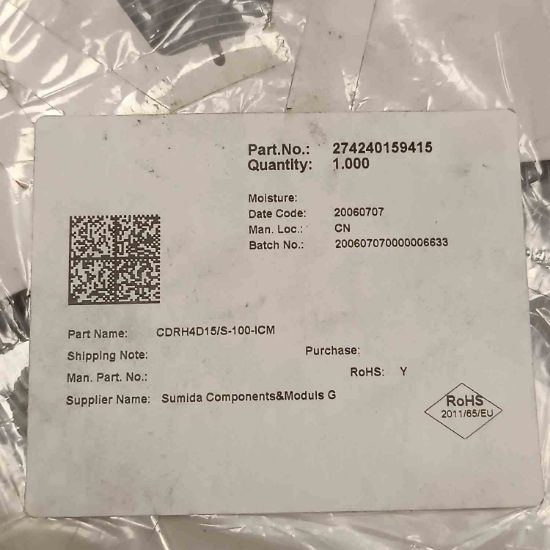 Part.No.: 274240159415
Quantity: 1.000
Moisture:
Date Code: 20060707
Man. Loc.: CN
Batch No.: 200607070000006633
Part Name: CDRH4D15/S-100-ICM
Shipping Note: Purchase:
Man. Part. No.: RoHS: Y
Supplier Name: Sumida Components&Moduls G
RoHS
2011/65/EU